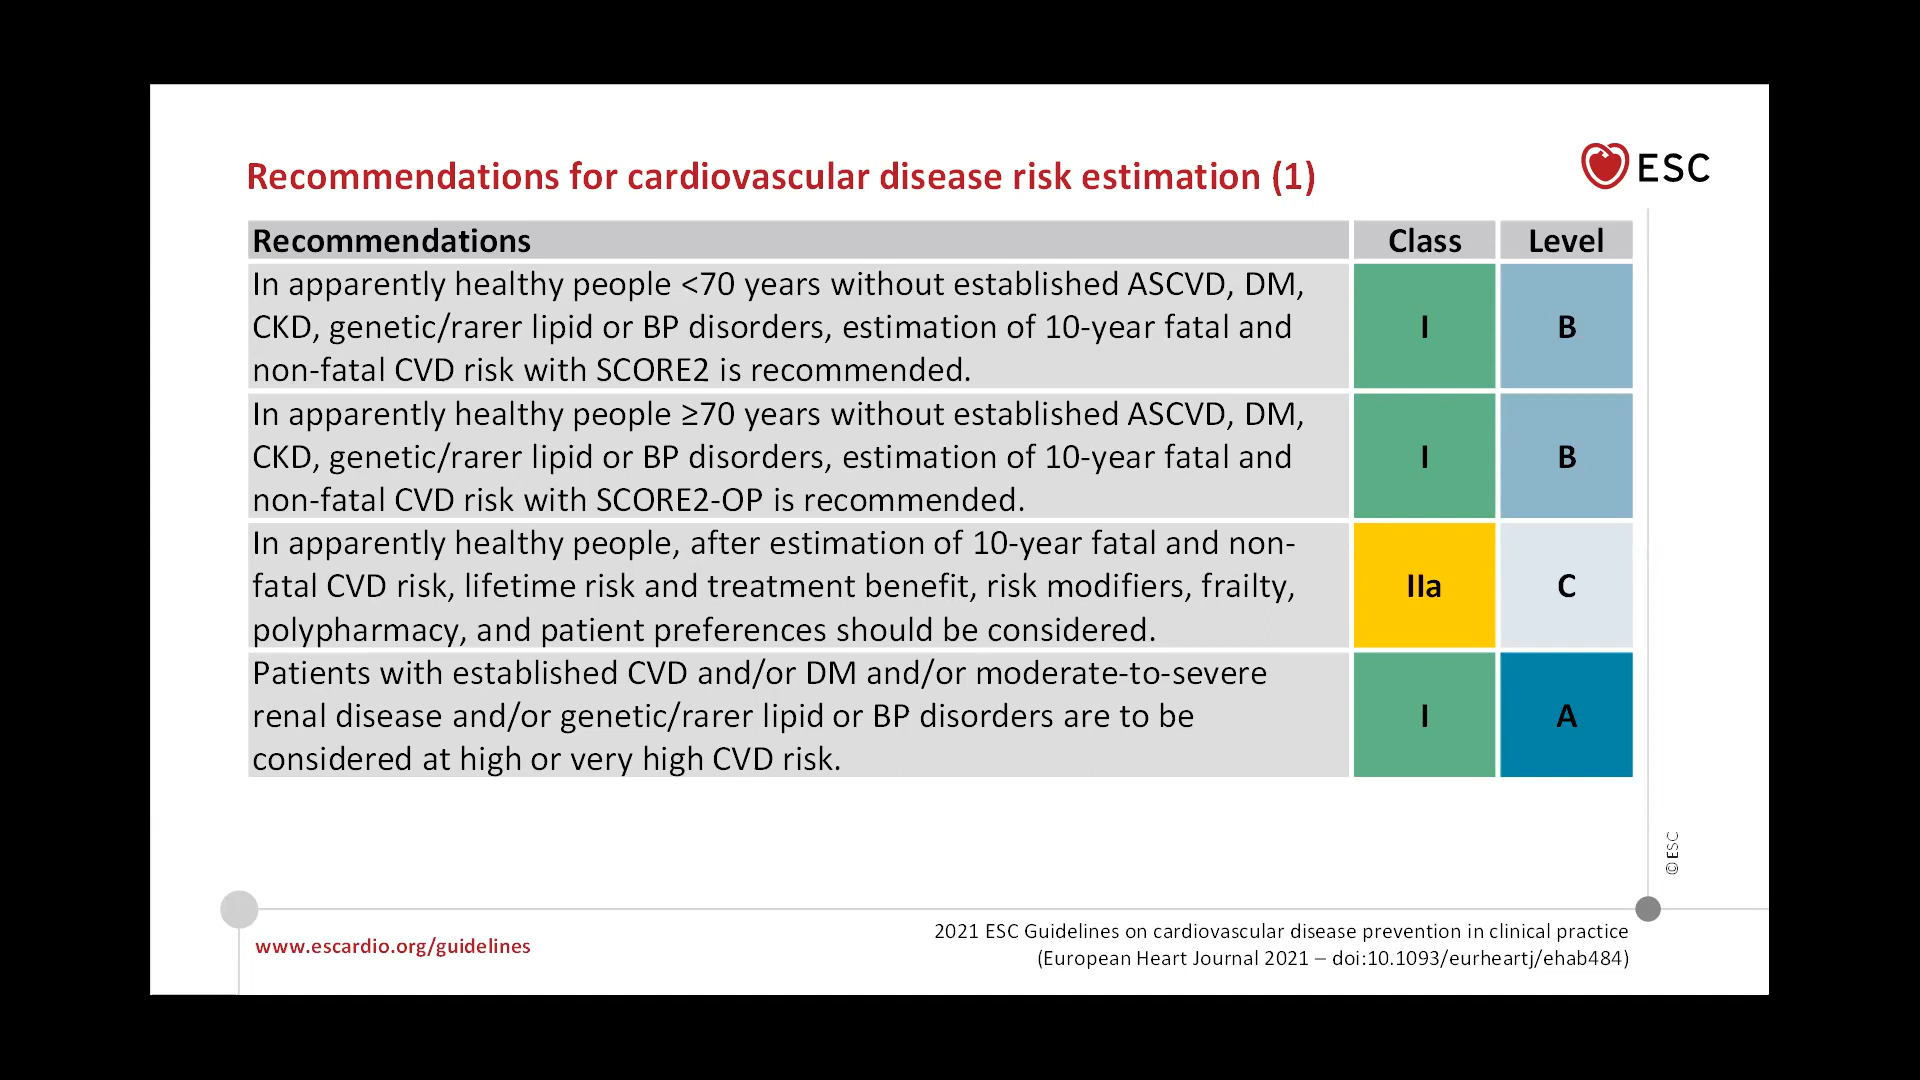 Recommendations for cardiovascular disease risk estimation (1)
ESC
Recommendations Class Level
In apparently healthy people <70 years without established ASCVD, DM,
CKD, genetic/rarer lipid or BP disorders, estimation of 10-year fatal and
non-fatal CVD risk with SCORE2 is recommended.
I B
In apparently healthy people ≥70 years without established ASCVD, DM,
CKD, genetic/rarer lipid or BP disorders, estimation of 10-year fatal and
non-fatal CVD risk with SCORE2-OP is recommended.
I B
In apparently healthy people, after estimation of 10-year fatal and non-
fatal CVD risk, lifetime risk and treatment benefit, risk modifiers, frailty,
polypharmacy, and patient preferences should be considered.
IIa C
Patients with established CVD and/or DM and/or moderate-to-severe
renal disease and/or genetic/rarer lipid or BP disorders are to be
considered at high or very high CVD risk.
I A
©ESC
www.escardio.org/guidelines
2021 ESC Guidelines on cardiovascular disease prevention in clinical practice
(European Heart Journal 2021 – doi:10.1093/eurheartj/ehab484)